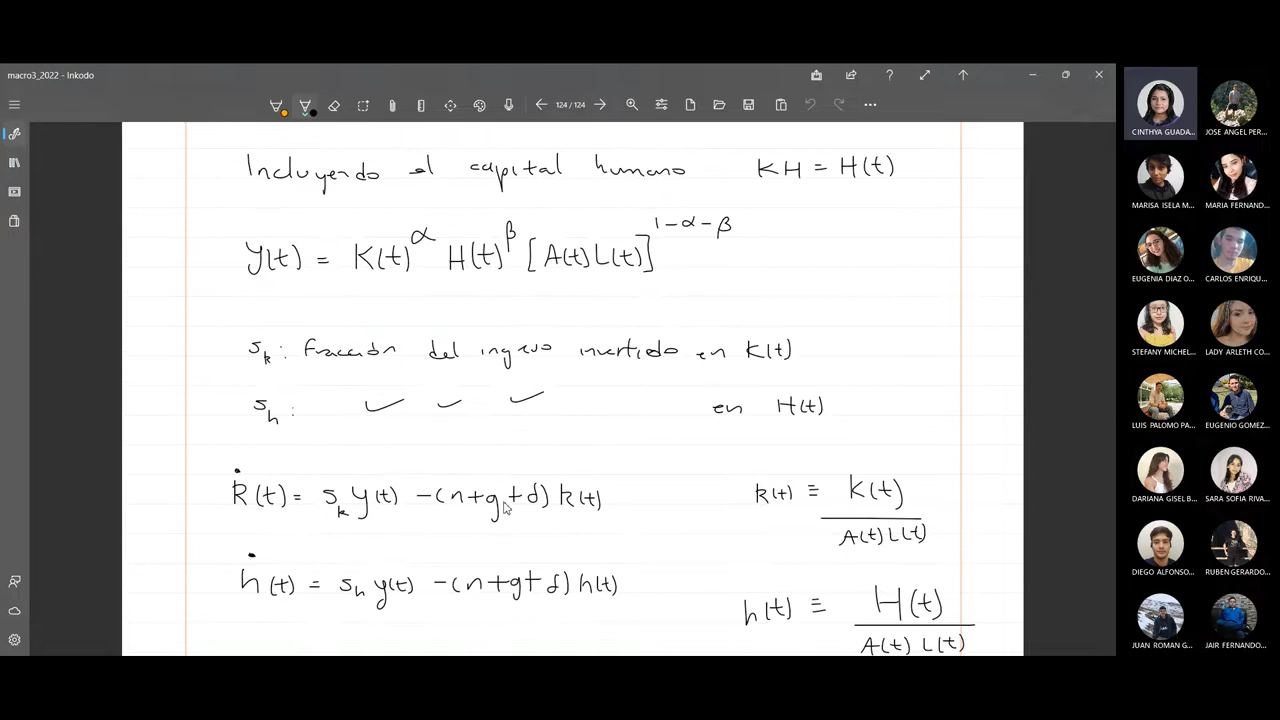 macro3_2022 - Inkodo
124 / 124
Incluyendo el capital humano KH = H(t)
Y(t) = K(t)^α H(t)^β [A(t)L(t)]^1-α-β
s_k: Fracción del ingreso invertido en K(t)
s_h: en H(t)
k̇(t) = s_k y(t) -(n+g+δ) k(t) k(t) ≡ K(t) / A(t)L(t)
ḣ(t) = s_h y(t) -(n+g+δ) h(t) h(t) ≡ H(t) / A(t) L(t)
CINTHYA GUADA...
JOSE ANGEL PER...
MARISA ISELA M...
MARIA FERNAND...
EUGENIA DIAZ O...
CARLOS ENRIQU...
STEFANY MICHEL...
LADY ARLETH CO...
LUIS PALOMO PA...
EUGENIO GOMEZ...
DARIANA GISEL B...
SARA SOFIA RIVA...
DIEGO ALFONSO...
RUBEN GERARDO...
JUAN ROMAN G...
JAIR FERNANDO...